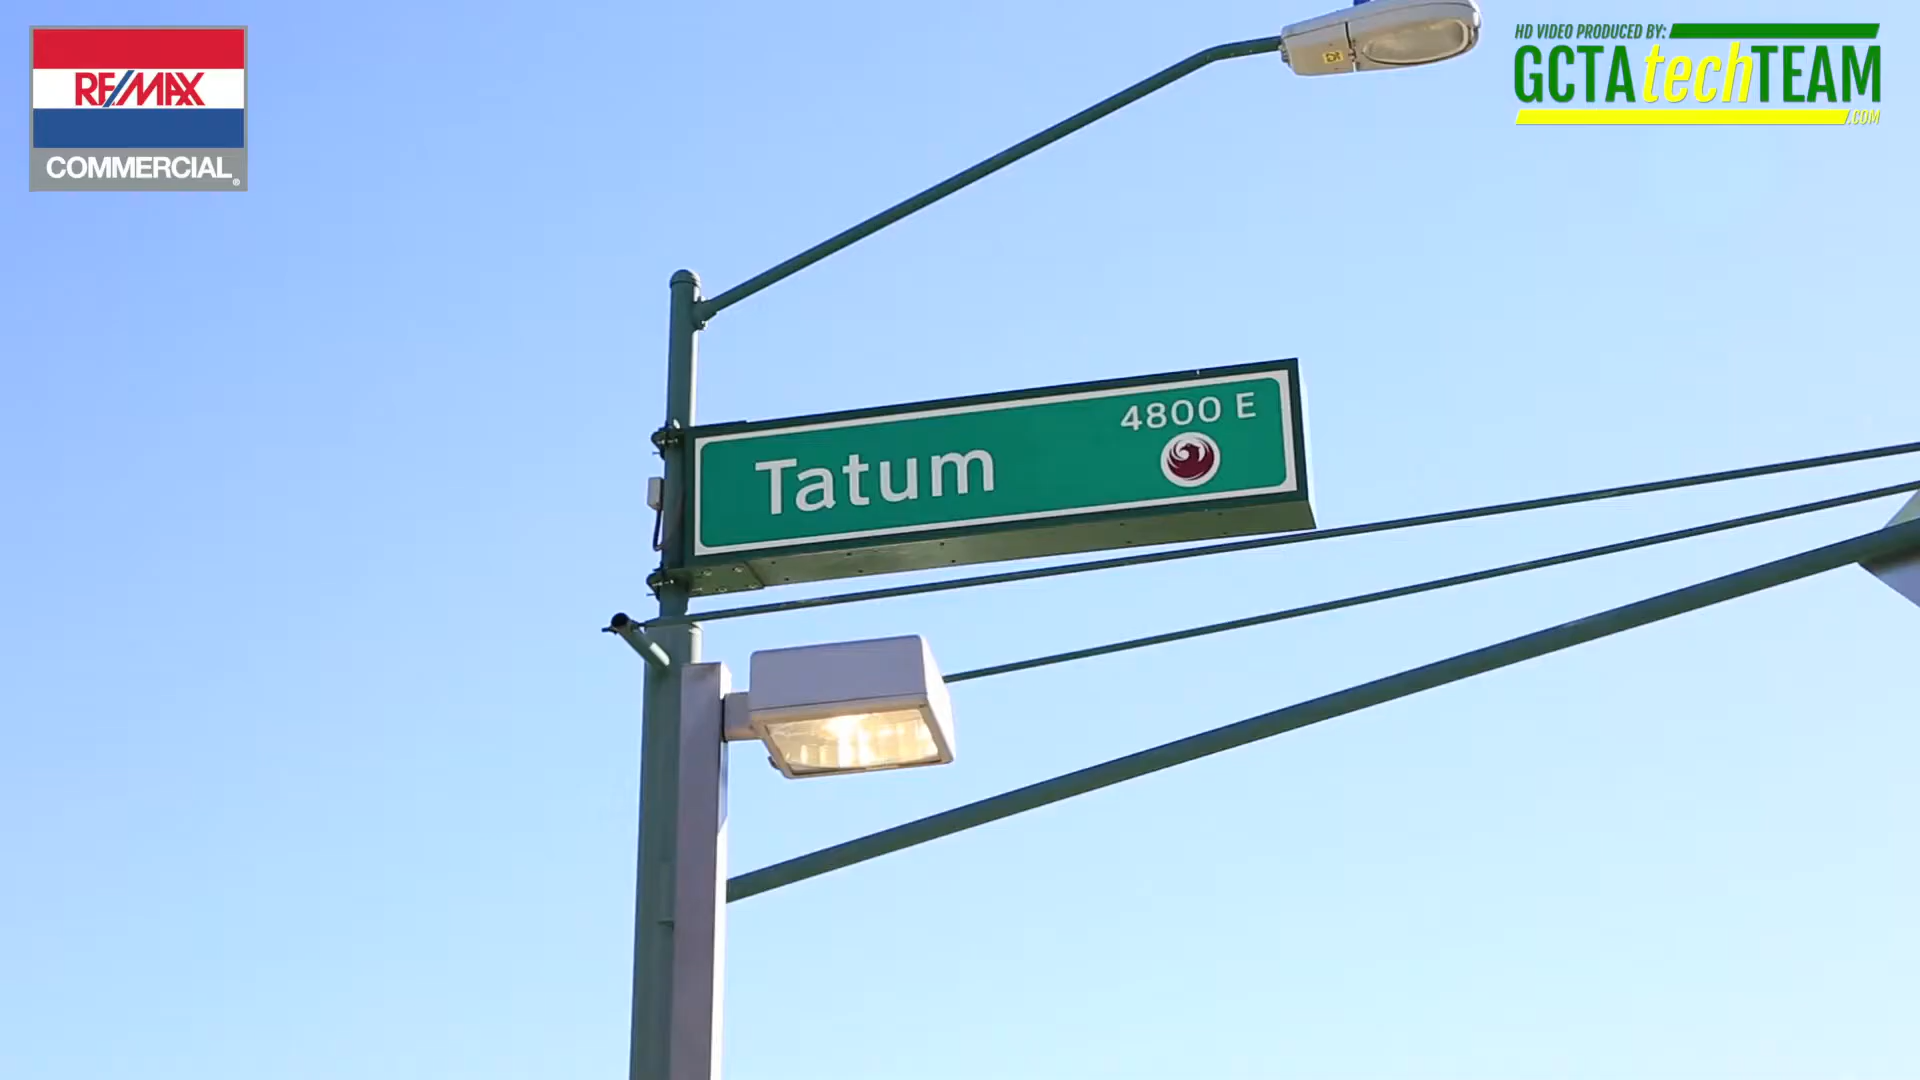 RE/MAX
COMMERCIAL®
HD VIDEO PRODUCED BY:
GCTAtechTEAM
.COM
4800 E
Tatum